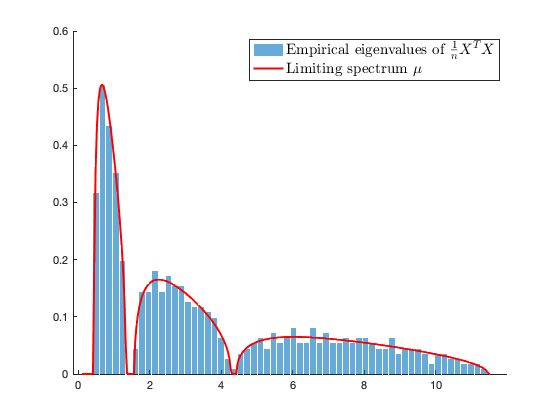 0.6
Empirical eigenvalues of $\frac{1}{n}X^TX$
Limiting spectrum $\mu$
0.5
0.4
0.3
0.2
0.1
0
0 2 4 6 8 10